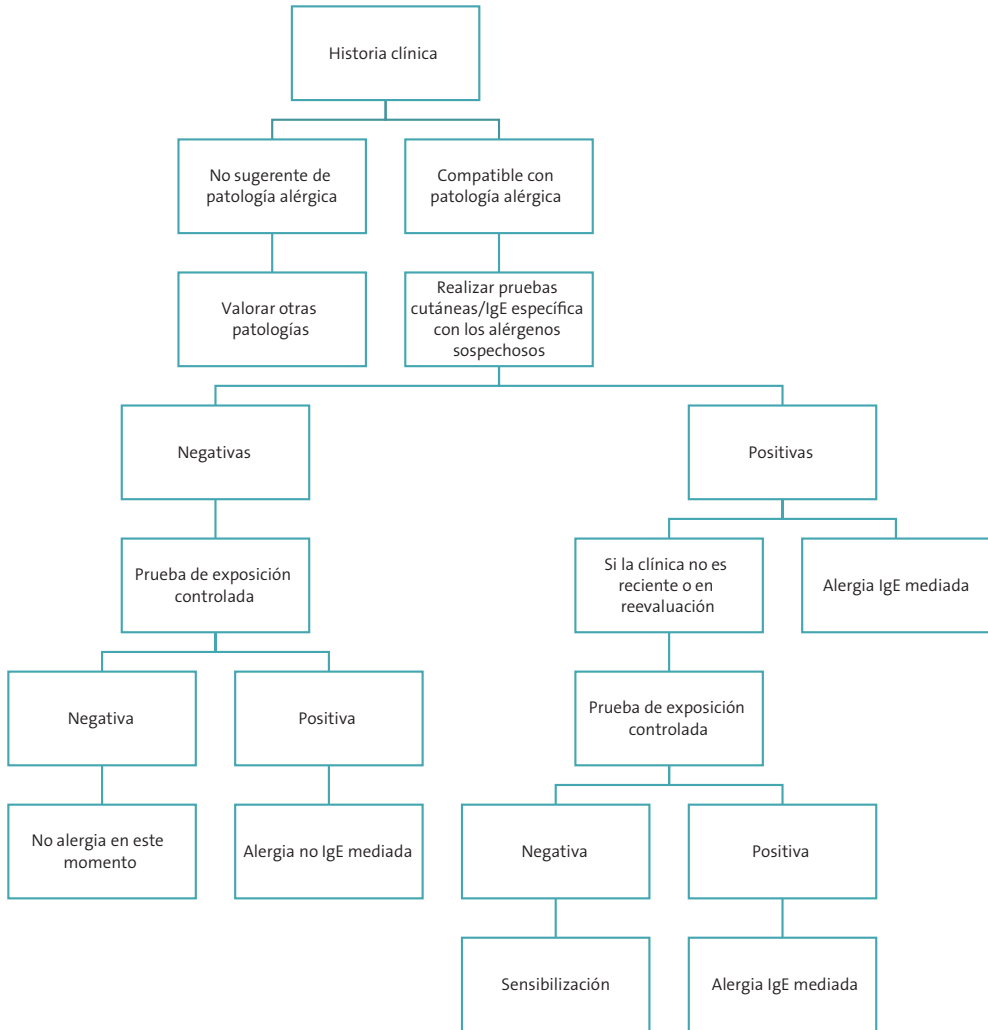 Historia clínica
No sugerente de
patología alérgica
Compatible con
patología alérgica
Valorar otras
patologías
Realizar pruebas
cutáneas/IgE específica
con los alérgenos
sospechosos
Negativas
Positivas
Prueba de exposición
controlada
Si la clínica no es
reciente o en
reevaluación
Alergia IgE mediada
Negativa
Positiva
Prueba de exposición
controlada
No alergia en este
momento
Alergia no IgE mediada
Negativa
Positiva
Sensibilización
Alergia IgE mediada